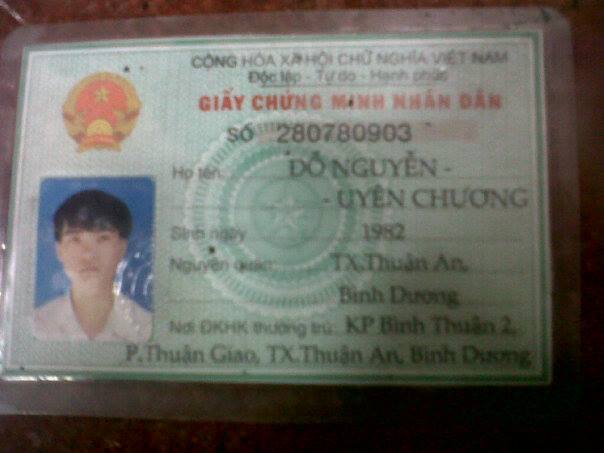 CỘNG HÒA XÃ HỘI CHỦ NGHĨA VIỆT NAM
Độc lập - Tự do - Hạnh phúc
GIẤY CHỨNG MINH NHÂN DÂN
SỐ 280780903
Họ tên: ĐỖ NGUYỄN -
- UYÊN CHƯƠNG
Sinh ngày 1982
Nguyên quán: TX.Thuận An,
Bình Dương
Nơi ĐKHK thường trú: KP Bình Thuận 2,
P.Thuận Giao, TX.Thuận An, Bình Dương